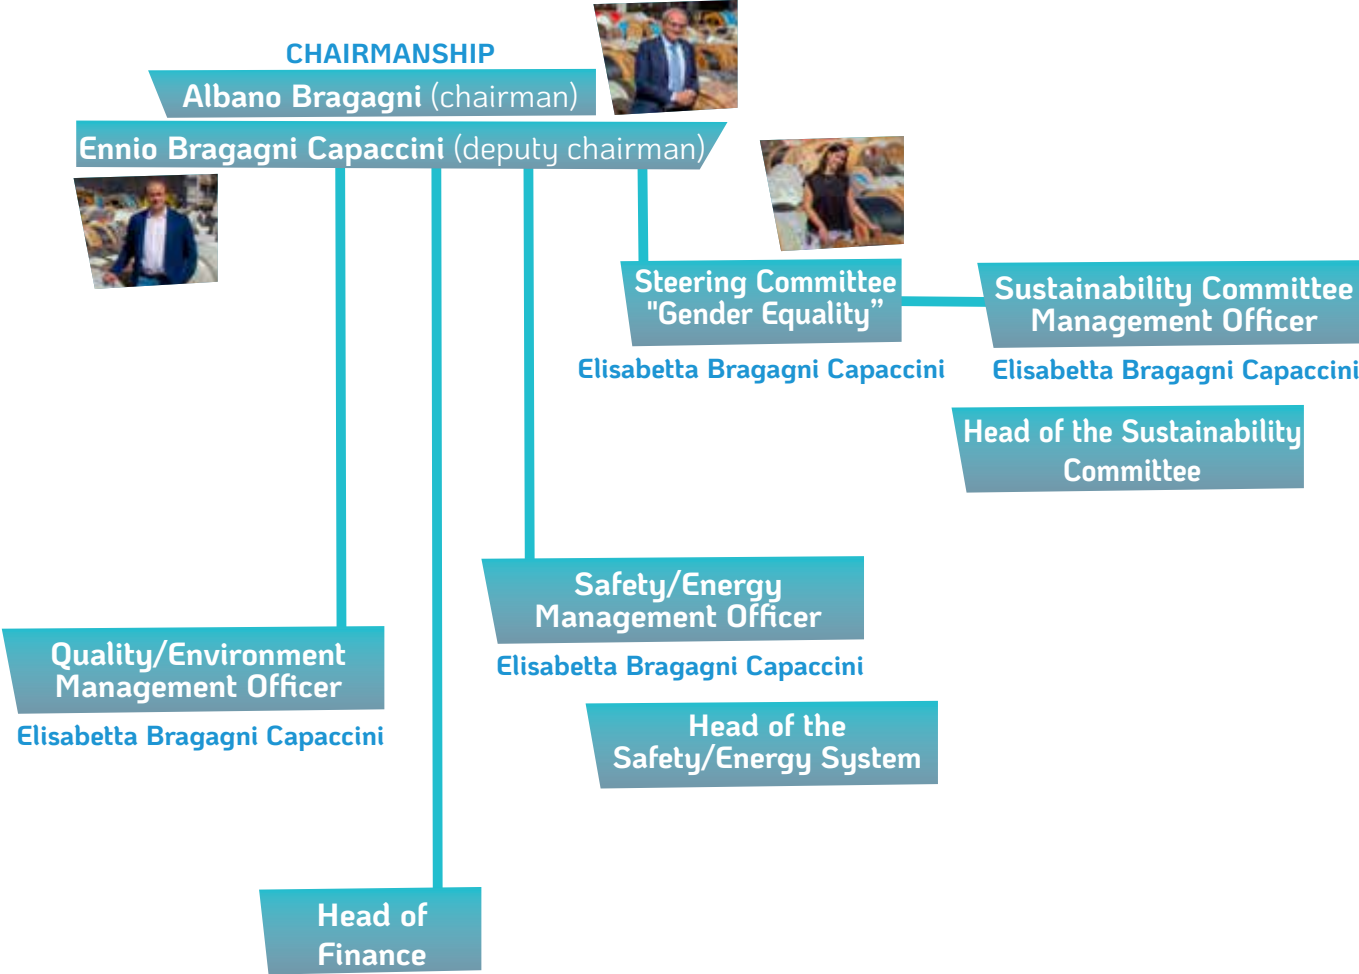 CHAIRMANSHIP
Albano Bragagni (chairman)
Ennio Bragagni Capaccini (deputy chairman)
Steering Committee
"Gender Equality”
Elisabetta Bragagni Capaccini
Sustainability Committee
Management Officer
Elisabetta Bragagni Capaccini
Head of the Sustainability
Committee
Safety/Energy
Management Officer
Elisabetta Bragagni Capaccini
Head of the
Safety/Energy System
Quality/Environment
Management Officer
Elisabetta Bragagni Capaccini
Head of
Finance